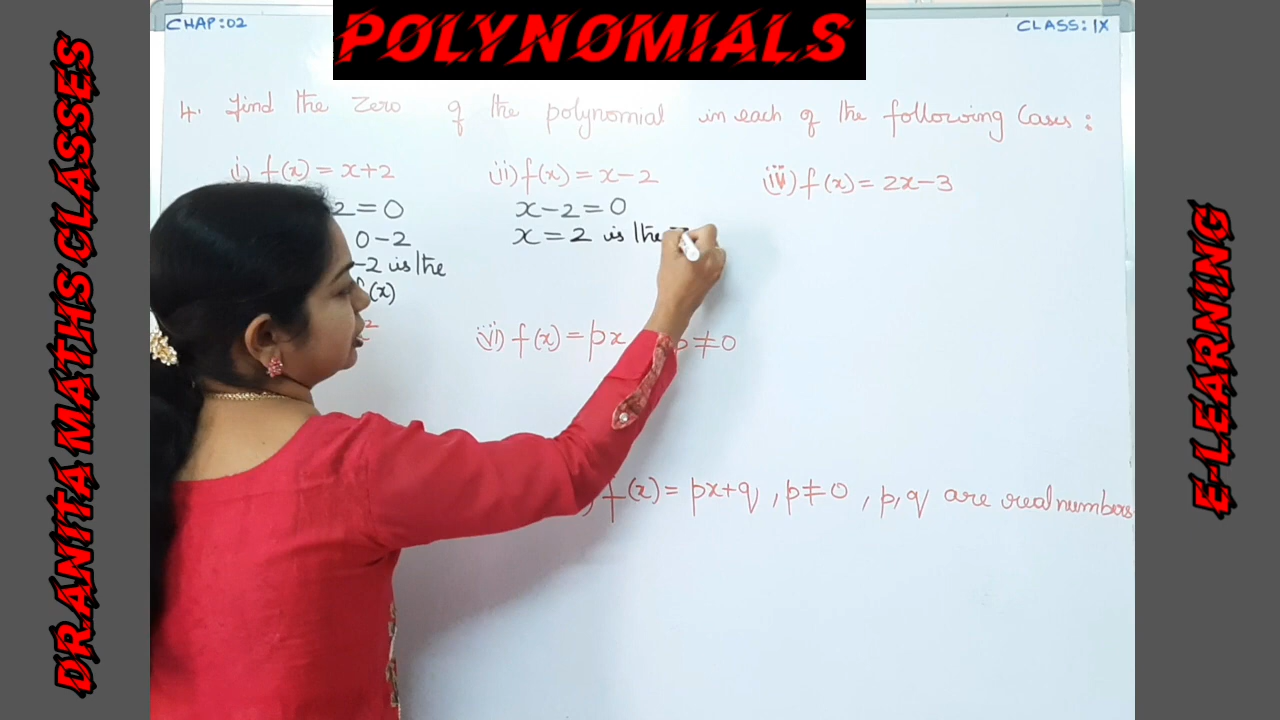 POLYNOMIALS
CHAP:02
CLASS: IX
4. Find the zero of the polynomial in each of the following Cases:
i) f(x) = x+2
2 = 0
0 - 2
-2 is the
f(x)
(ii) f(x) = x-2
x-2 = 0
x = 2 is the
f(x) = 2x-3
f(x) = px
p ≠ 0
f(x) = px+q, p ≠ 0, p, q are real numbers
DR.ANITA MATHS CLASSES
E-LEARNING